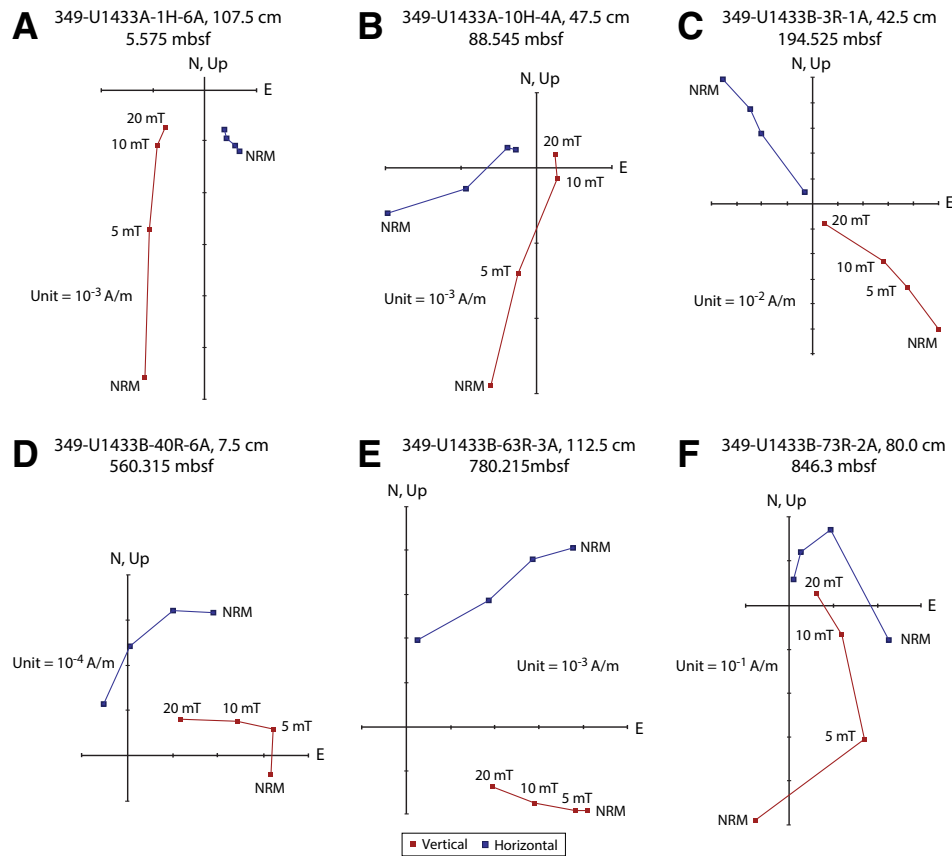 A
349-U1433A-1H-6A, 107.5 cm
5.575 mbsf
N, Up
E
20 mT
10 mT
NRM
5 mT
Unit = 10⁻³ A/m
NRM
B
349-U1433A-10H-4A, 47.5 cm
88.545 mbsf
N, Up
20 mT
E
10 mT
NRM
5 mT
Unit = 10⁻³ A/m
NRM
C
349-U1433B-3R-1A, 42.5 cm
194.525 mbsf
N, Up
NRM
E
20 mT
10 mT
5 mT
Unit = 10⁻² A/m
NRM
D
349-U1433B-40R-6A, 7.5 cm
560.315 mbsf
N, Up
NRM
Unit = 10⁻⁴ A/m
20 mT
10 mT
5 mT
E
NRM
E
349-U1433B-63R-3A, 112.5 cm
780.215mbsf
N, Up
NRM
Unit = 10⁻³ A/m
E
20 mT
10 mT
5 mT
NRM
F
349-U1433B-73R-2A, 80.0 cm
846.3 mbsf
N, Up
20 mT
E
10 mT
NRM
Unit = 10⁻¹ A/m
5 mT
NRM
Vertical Horizontal